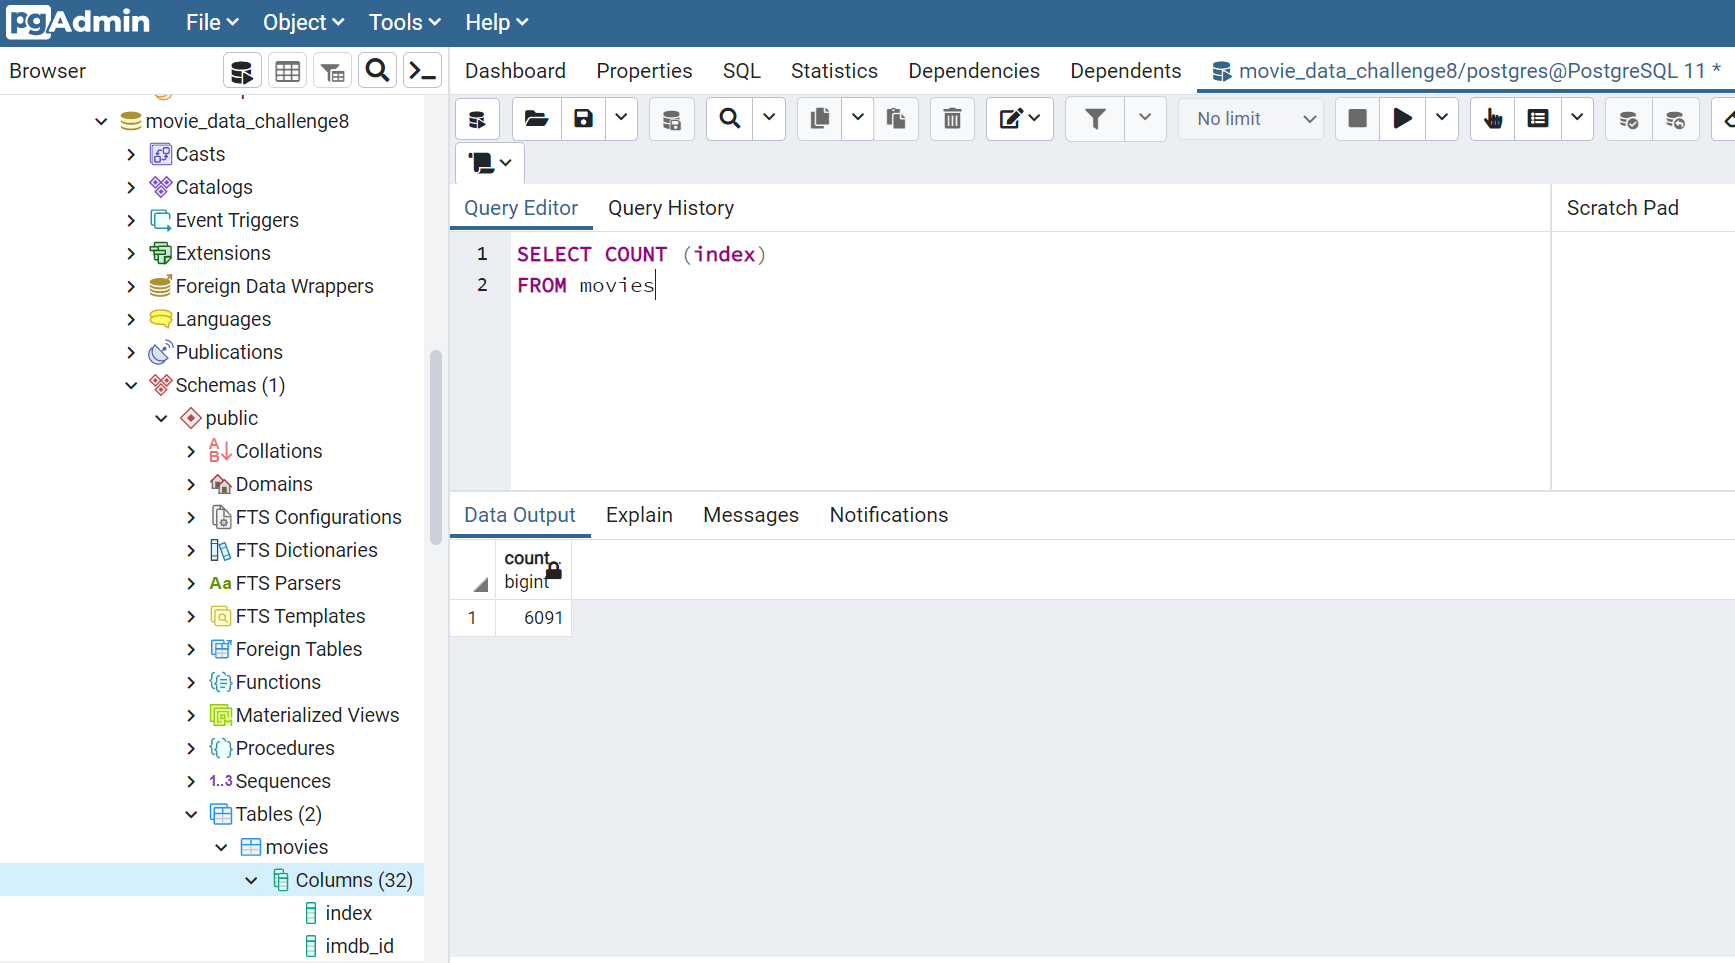 pgAdmin File Object Tools Help
Browser
Dashboard Properties SQL Statistics Dependencies Dependents movie_data_challenge8/postgres@PostgreSQL 11 *
No limit
movie_data_challenge8
Casts
Catalogs
Event Triggers
Extensions
Foreign Data Wrappers
Languages
Publications
Schemas (1)
public
Collations
Domains
FTS Configurations
FTS Dictionaries
Aa FTS Parsers
FTS Templates
Foreign Tables
Functions
Materialized Views
Procedures
1..3 Sequences
Tables (2)
movies
Columns (32)
index
imdb_id
Query Editor Query History
Scratch Pad
1 SELECT COUNT (index)
2 FROM movies
Data Output Explain Messages Notifications
count
bigint
1 6091